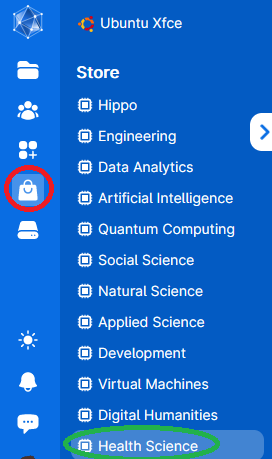 Ubuntu Xfce
Store
Hippo
Engineering
Data Analytics
Artificial Intelligence
Quantum Computing
Social Science
Natural Science
Applied Science
Development
Virtual Machines
Digital Humanities
Health Science